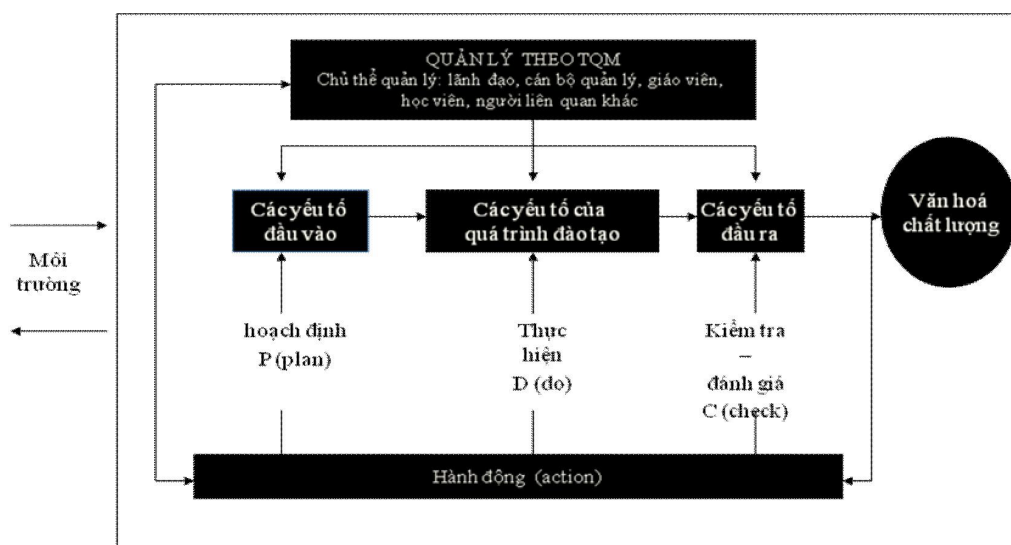 QUẢN LÝ THEO TQM
Chủ thể quản lý: lãnh đạo, cán bộ quản lý, giáo viên,
học viên, người liên quan khác
Các yếu tố
đầu vào
Các yếu tố của
quá trình đào tạo
Các yếu tố
đầu ra
Văn hoá
chất lượng
Môi
trường
hoạch định
P (plan)
Thực
hiện
D (do)
Kiểm tra
–
đánh giá
C (check)
Hành động (action)